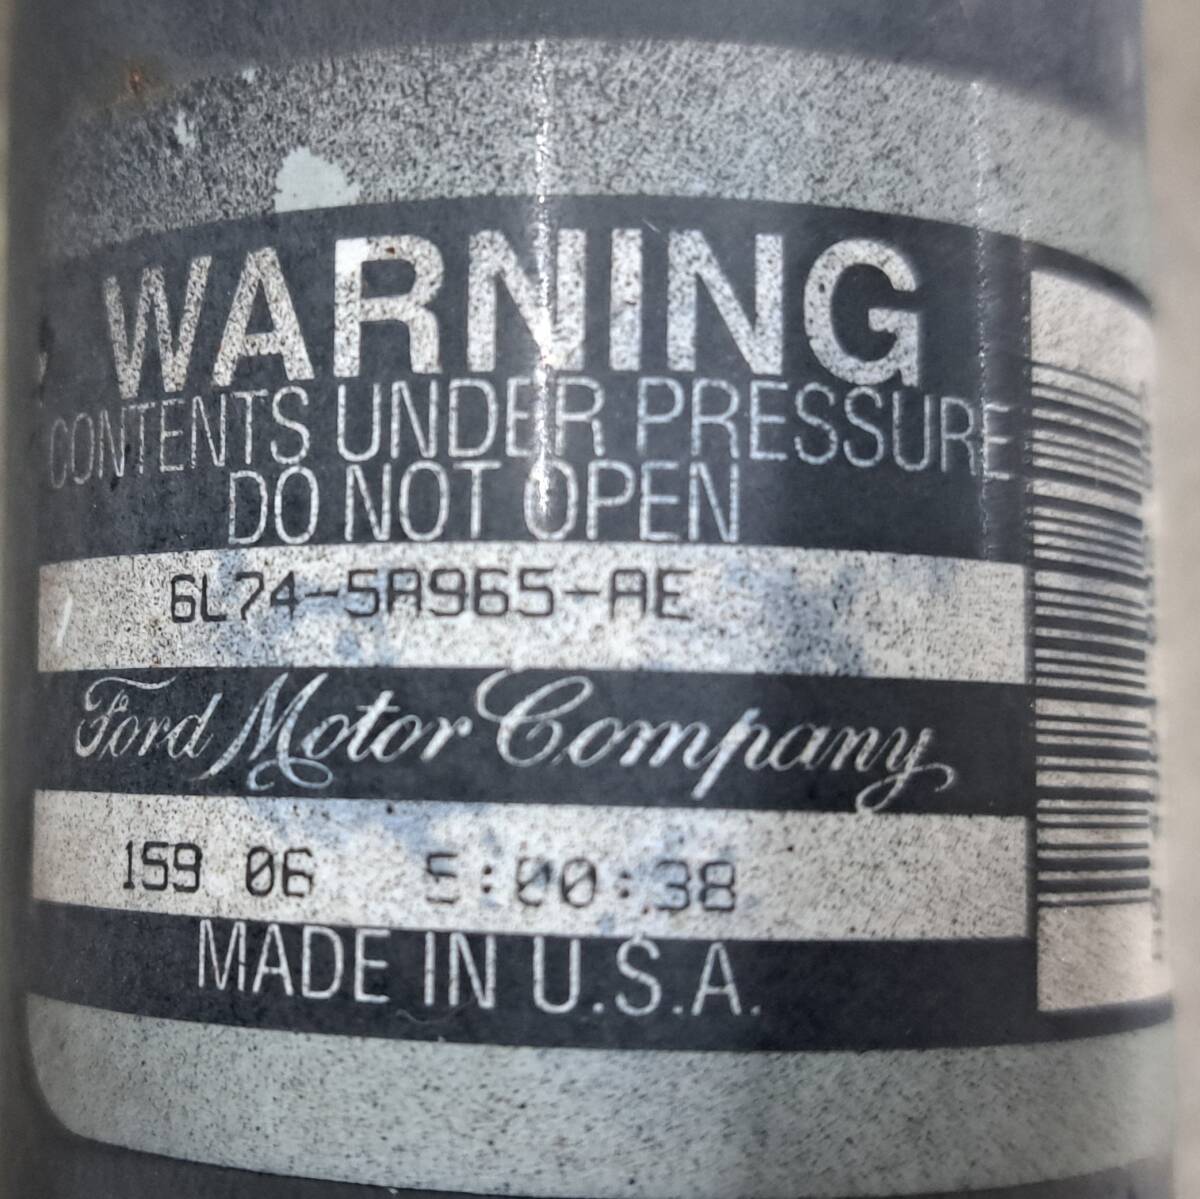 WARNING
CONTENTS UNDER PRESSURE
DO NOT OPEN
6L74-5A965-AE
Ford Motor Company
159 06 5:00:38
MADE IN U.S.A.